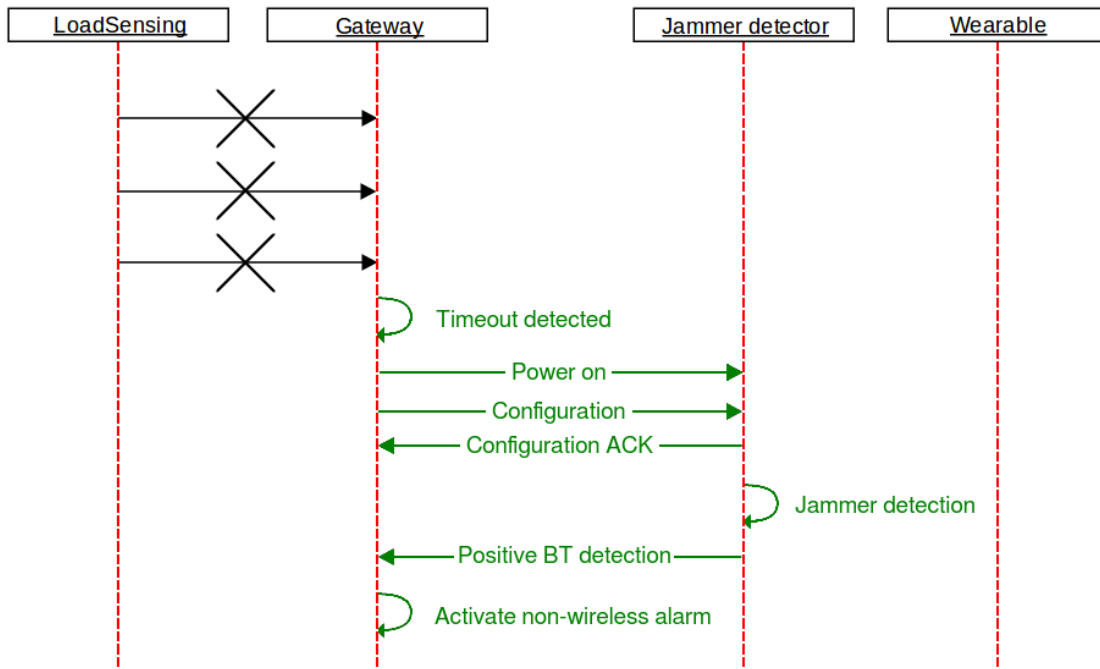 LoadSensing
Gateway
Jammer detector
Wearable
Timeout detected
Power on
Configuration
Configuration ACK
Jammer detection
Positive BT detection
Activate non-wireless alarm